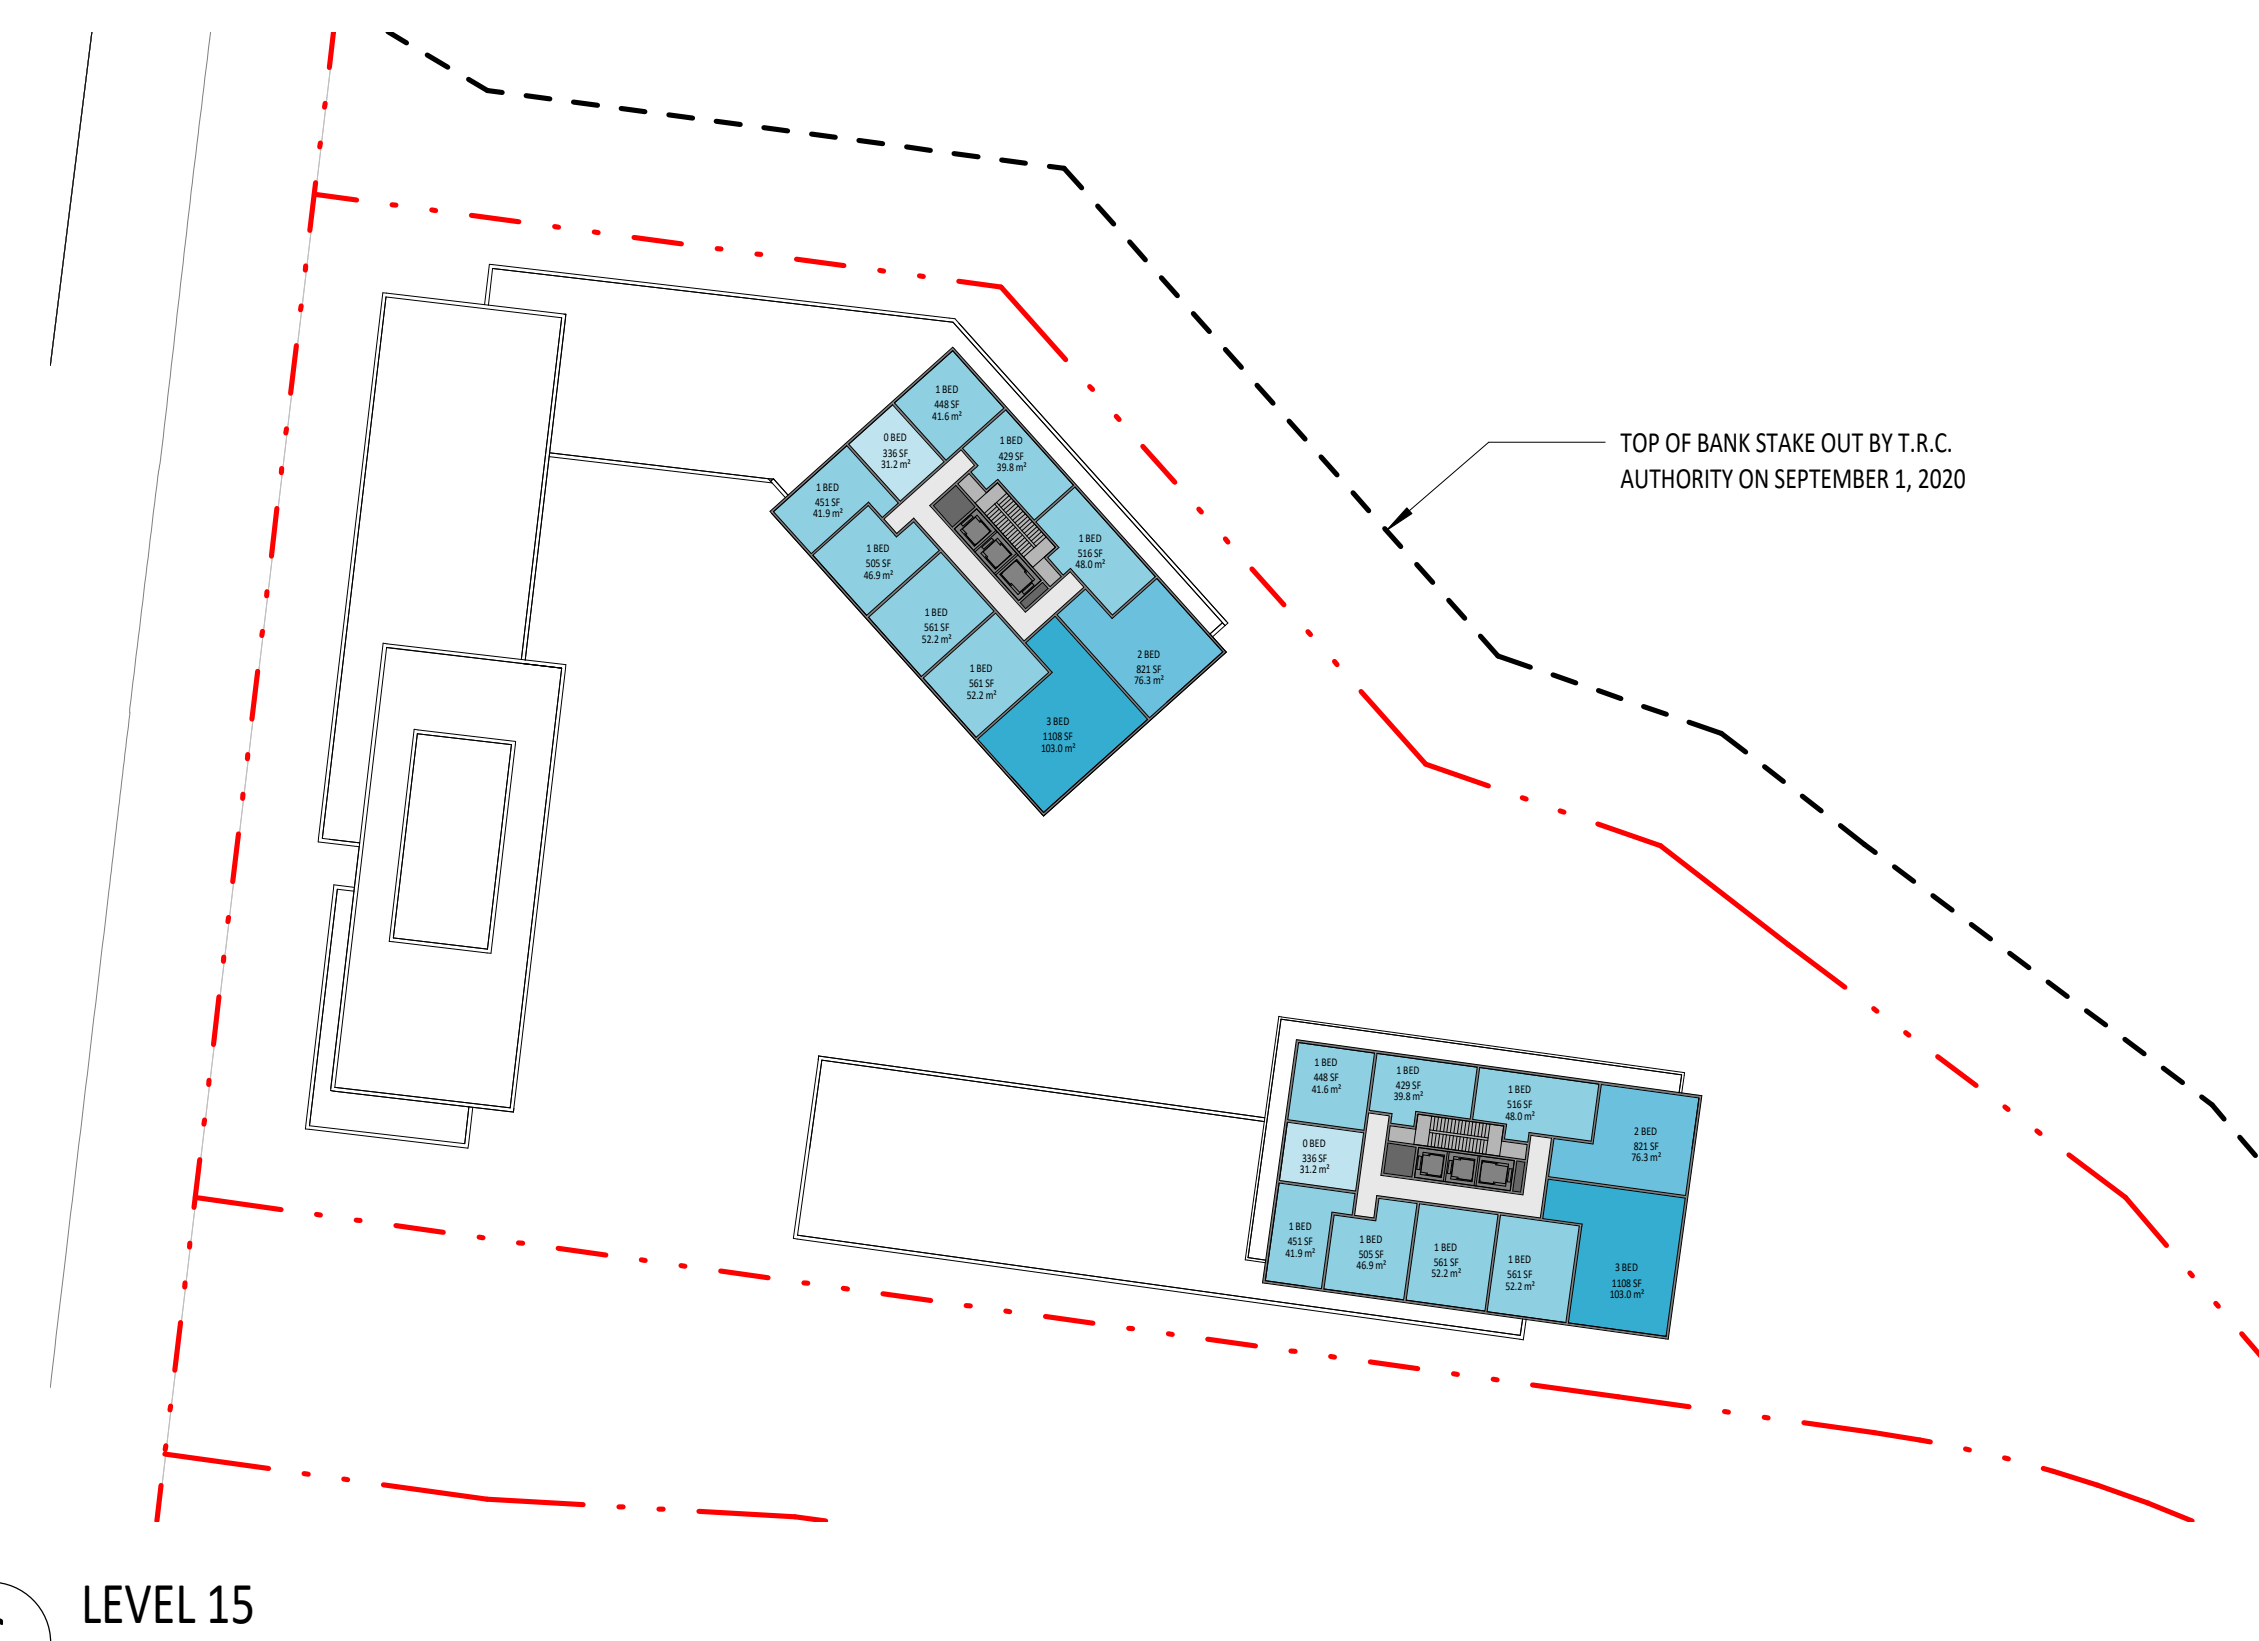 1 BED
448 SF
41.6 m²
0 BED
336 SF
31.2 m²
1 BED
429 SF
39.8 m²
1 BED
451 SF
41.9 m²
1 BED
505 SF
46.9 m²
1 BED
516 SF
48.0 m²
1 BED
561 SF
52.2 m²
1 BED
561 SF
52.2 m²
2 BED
821 SF
76.3 m²
3 BED
1108 SF
103.0 m²
TOP OF BANK STAKE OUT BY T.R.C.
AUTHORITY ON SEPTEMBER 1, 2020
1 BED
448 SF
41.6 m²
1 BED
429 SF
39.8 m²
1 BED
516 SF
48.0 m²
2 BED
821 SF
76.3 m²
0 BED
336 SF
31.2 m²
1 BED
451 SF
41.9 m²
1 BED
505 SF
46.9 m²
1 BED
561 SF
52.2 m²
1 BED
561 SF
52.2 m²
3 BED
1108 SF
103.0 m²
LEVEL 15